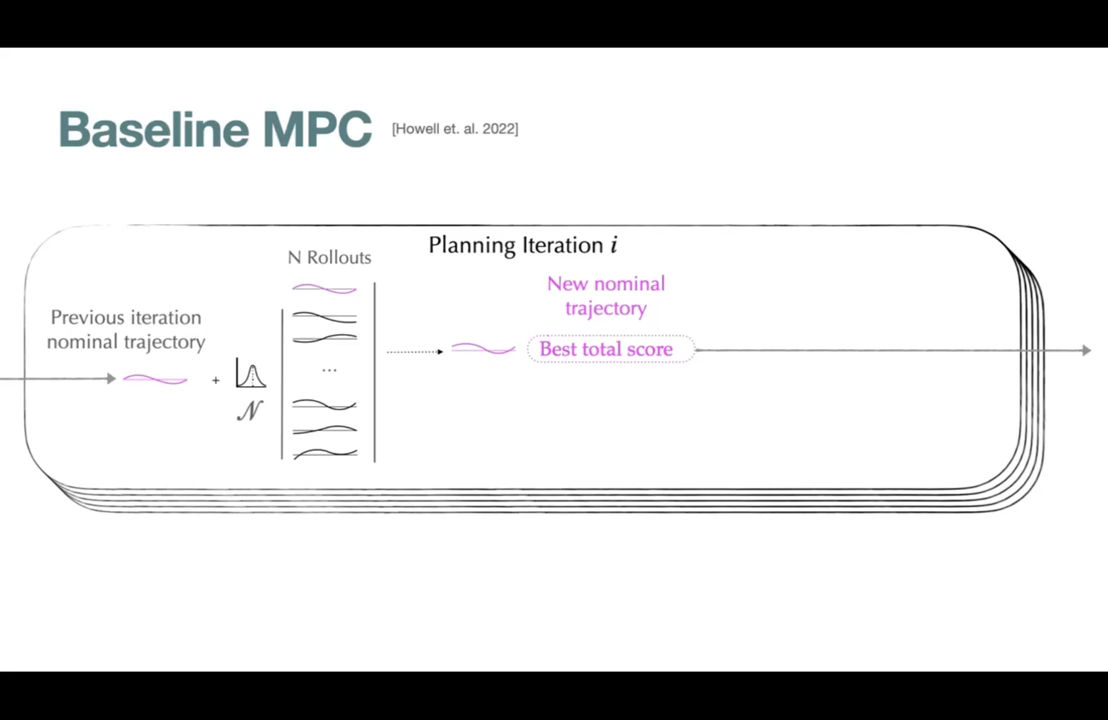 Baseline MPC
[Howell et. al. 2022]
Planning Iteration i
N Rollouts
New nominal
trajectory
Previous iteration
nominal trajectory
Best total score
...
+
𝒩